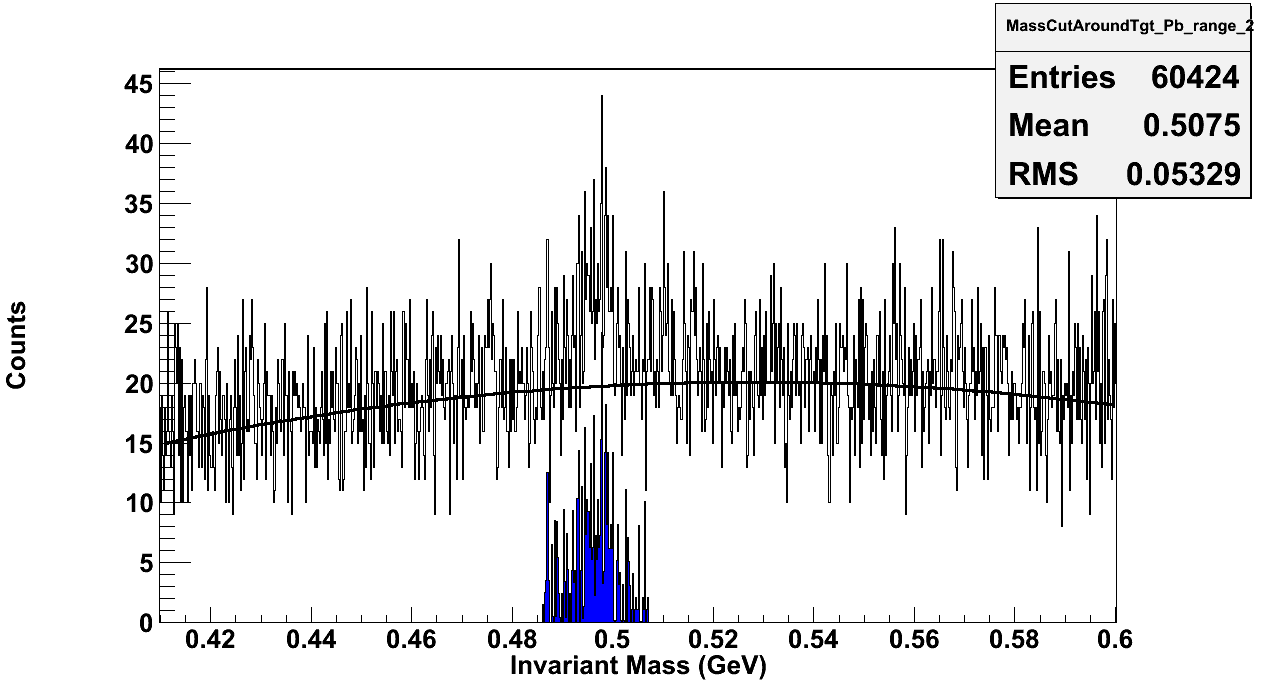 MassCutAroundTgt_Pb_range_2
Entries 60424
Mean 0.5075
RMS 0.05329
45
40
35
30
25
20
15
10
5
0
Counts
0.42 0.44 0.46 0.48 0.5 0.52 0.54 0.56 0.58 0.6
Invariant Mass (GeV)